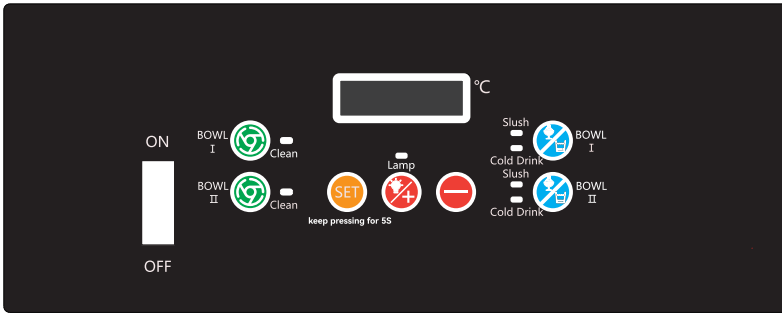 °C
ON
BOWL
I
Clean
Lamp
Slush
Cold Drink
BOWL
I
BOWL
II
Clean
SET
keep pressing for 5S
Slush
Cold Drink
BOWL
II
OFF